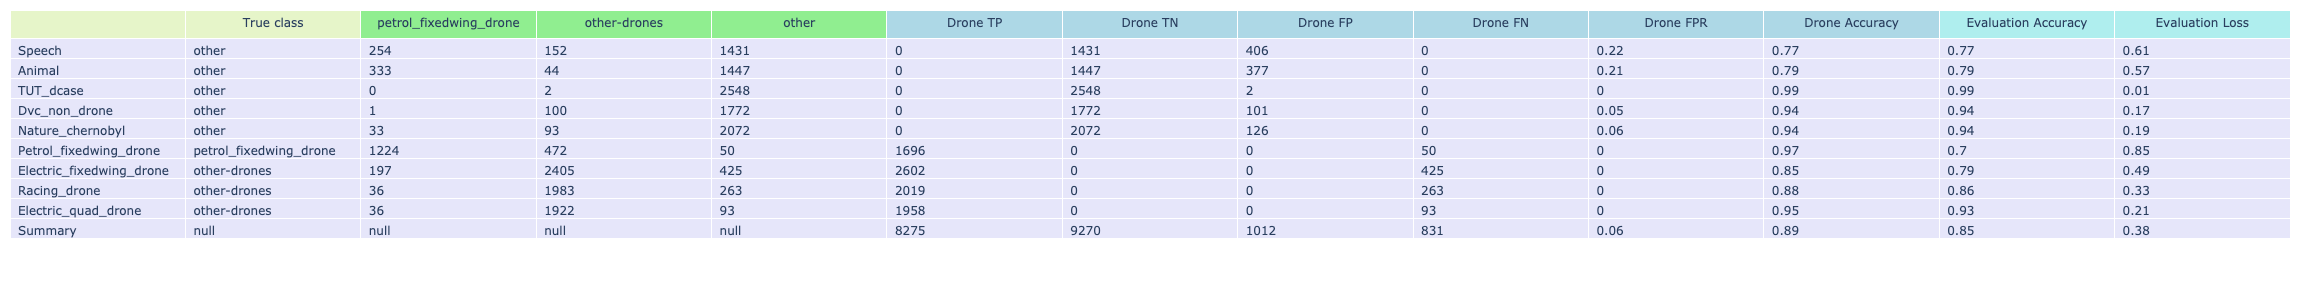 True class petrol_fixedwing_drone other-drones other Drone TP Drone TN Drone FP Drone FN Drone FPR Drone Accuracy Evaluation Accuracy Evaluation Loss
Speech other 254 152 1431 0 1431 406 0 0.22 0.77 0.77 0.61
Animal other 333 44 1447 0 1447 377 0 0.21 0.79 0.79 0.57
TUT_dcase other 0 2 2548 0 2548 2 0 0 0.99 0.99 0.01
Dvc_non_drone other 1 100 1772 0 1772 101 0 0.05 0.94 0.94 0.17
Nature_chernobyl other 33 93 2072 0 2072 126 0 0.06 0.94 0.94 0.19
Petrol_fixedwing_drone petrol_fixedwing_drone 1224 472 50 1696 0 0 50 0 0.97 0.7 0.85
Electric_fixedwing_drone other-drones 197 2405 425 2602 0 0 425 0 0.85 0.79 0.49
Racing_drone other-drones 36 1983 263 2019 0 0 263 0 0.88 0.86 0.33
Electric_quad_drone other-drones 36 1922 93 1958 0 0 93 0 0.95 0.93 0.21
Summary null null null null 8275 9270 1012 831 0.06 0.89 0.85 0.38